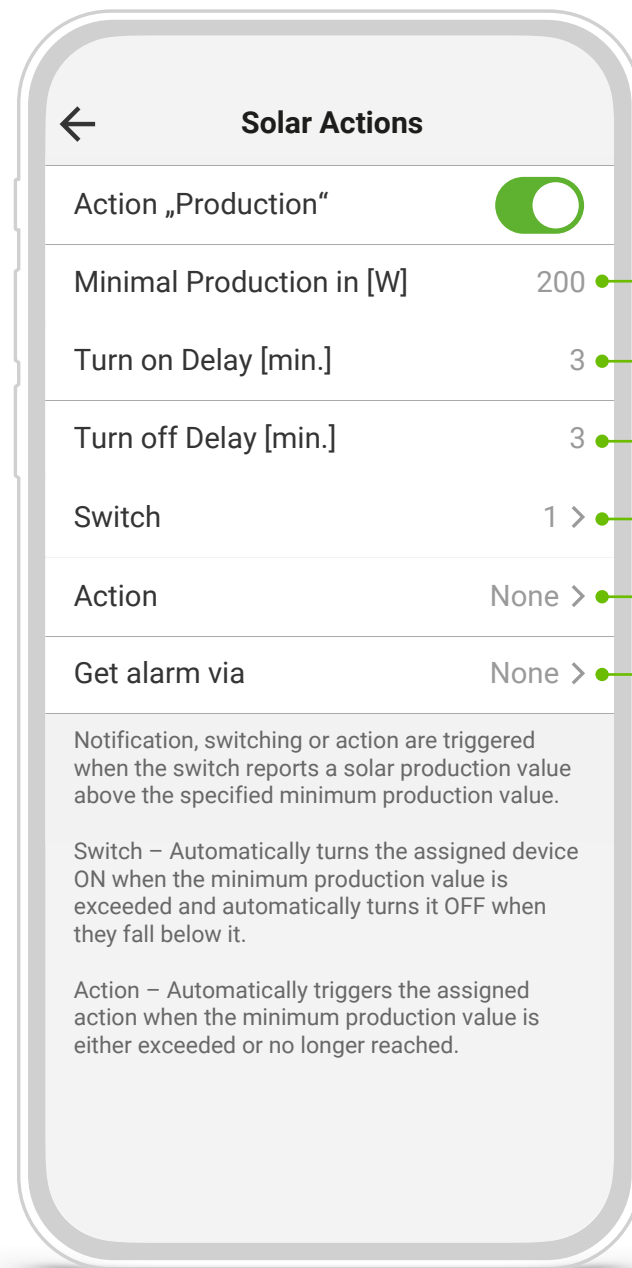 Solar Actions
Action „Production“
Minimal Production in [W] 200
Turn on Delay [min.] 3
Turn off Delay [min.] 3
Switch 1 >
Action None >
Get alarm via None >
Notification, switching or action are triggered
when the switch reports a solar production value
above the specified minimum production value.
Switch – Automatically turns the assigned device
ON when the minimum production value is
exceeded and automatically turns it OFF when
they fall below it.
Action – Automatically triggers the assigned
action when the minimum production value is
either exceeded or no longer reached.